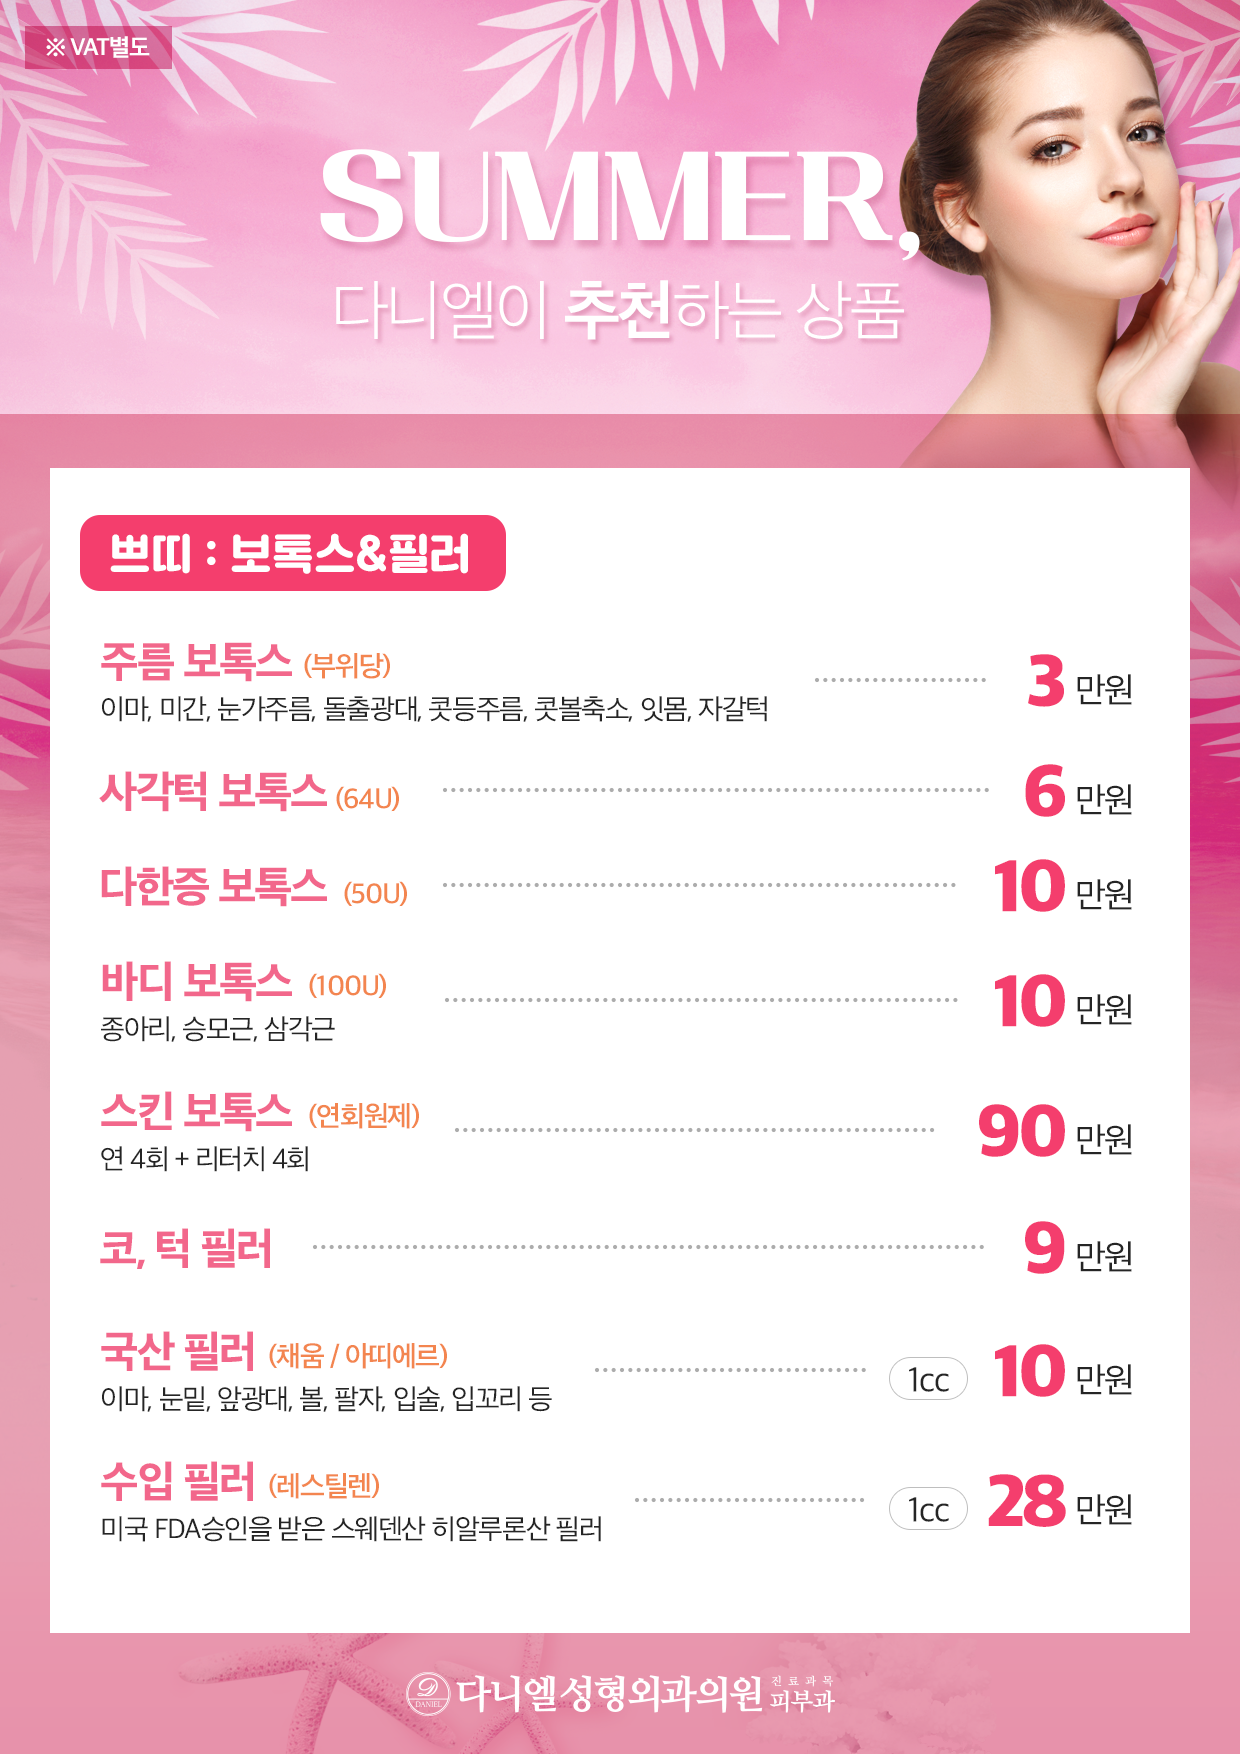 ※ VAT별도
SUMMER,
다니엘이 추천하는 상품
쁘띠 : 보톡스&필러
주름 보톡스 (부위당)
이마, 미간, 눈가주름, 돌출광대, 콧등주름, 콧볼축소, 잇몸, 자갈턱
3 만원
사각턱 보톡스 (64U) 6 만원
다한증 보톡스 (50U) 10 만원
바디 보톡스 (100U)
종아리, 승모근, 삼각근
10 만원
스킨 보톡스 (연회원제)
연 4회 + 리터치 4회
90 만원
코, 턱 필러 9 만원
국산 필러 (채움 / 아띠에르)
이마, 눈밑, 앞광대, 볼, 팔자, 입술, 입꼬리 등
1cc 10 만원
수입 필러 (레스틸렌)
미국 FDA승인을 받은 스웨덴산 히알루론산 필러
1cc 28 만원
DANIEL 다니엘성형외과의원 진료과목
피부과